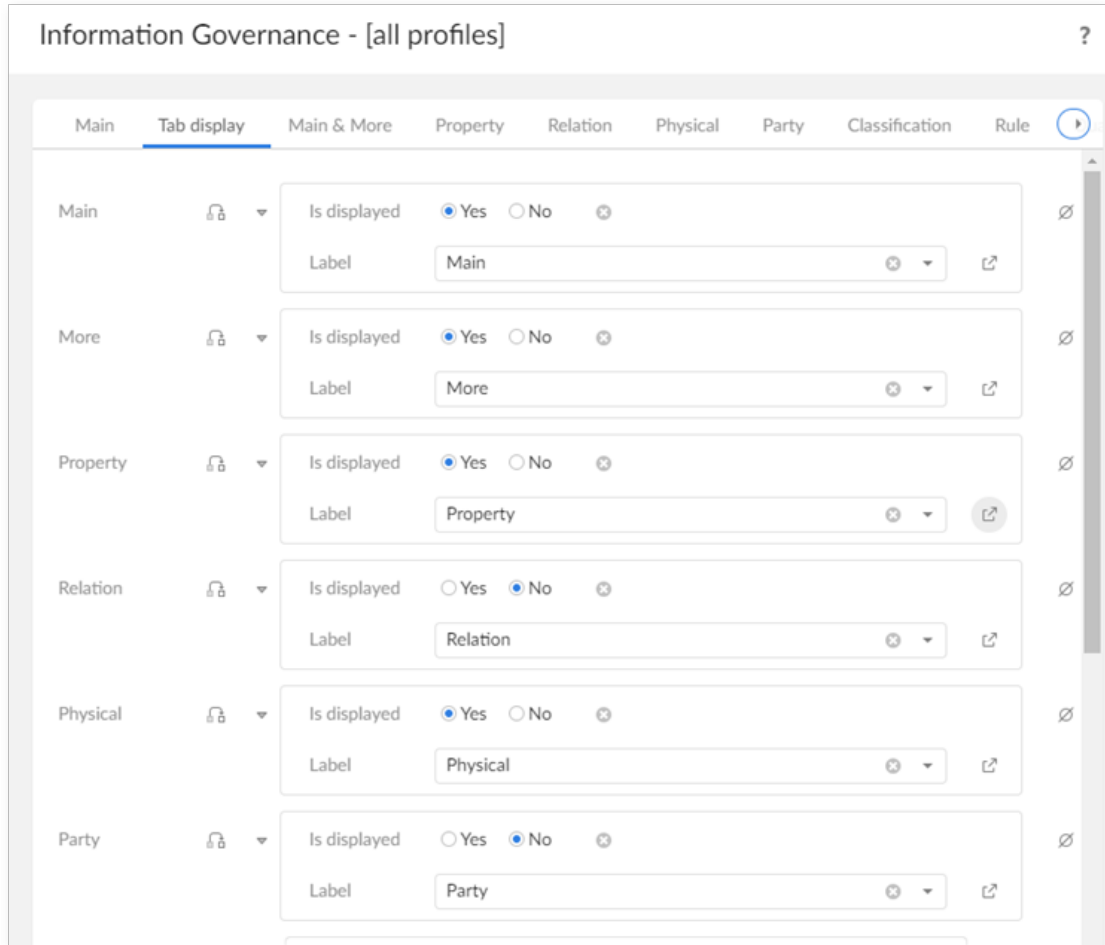 Information Governance - [all profiles] ?
Main Tab display Main & More Property Relation Physical Party Classification Rule
Main Is displayed Yes No
Label Main
More Is displayed Yes No
Label More
Property Is displayed Yes No
Label Property
Relation Is displayed Yes No
Label Relation
Physical Is displayed Yes No
Label Physical
Party Is displayed Yes No
Label Party